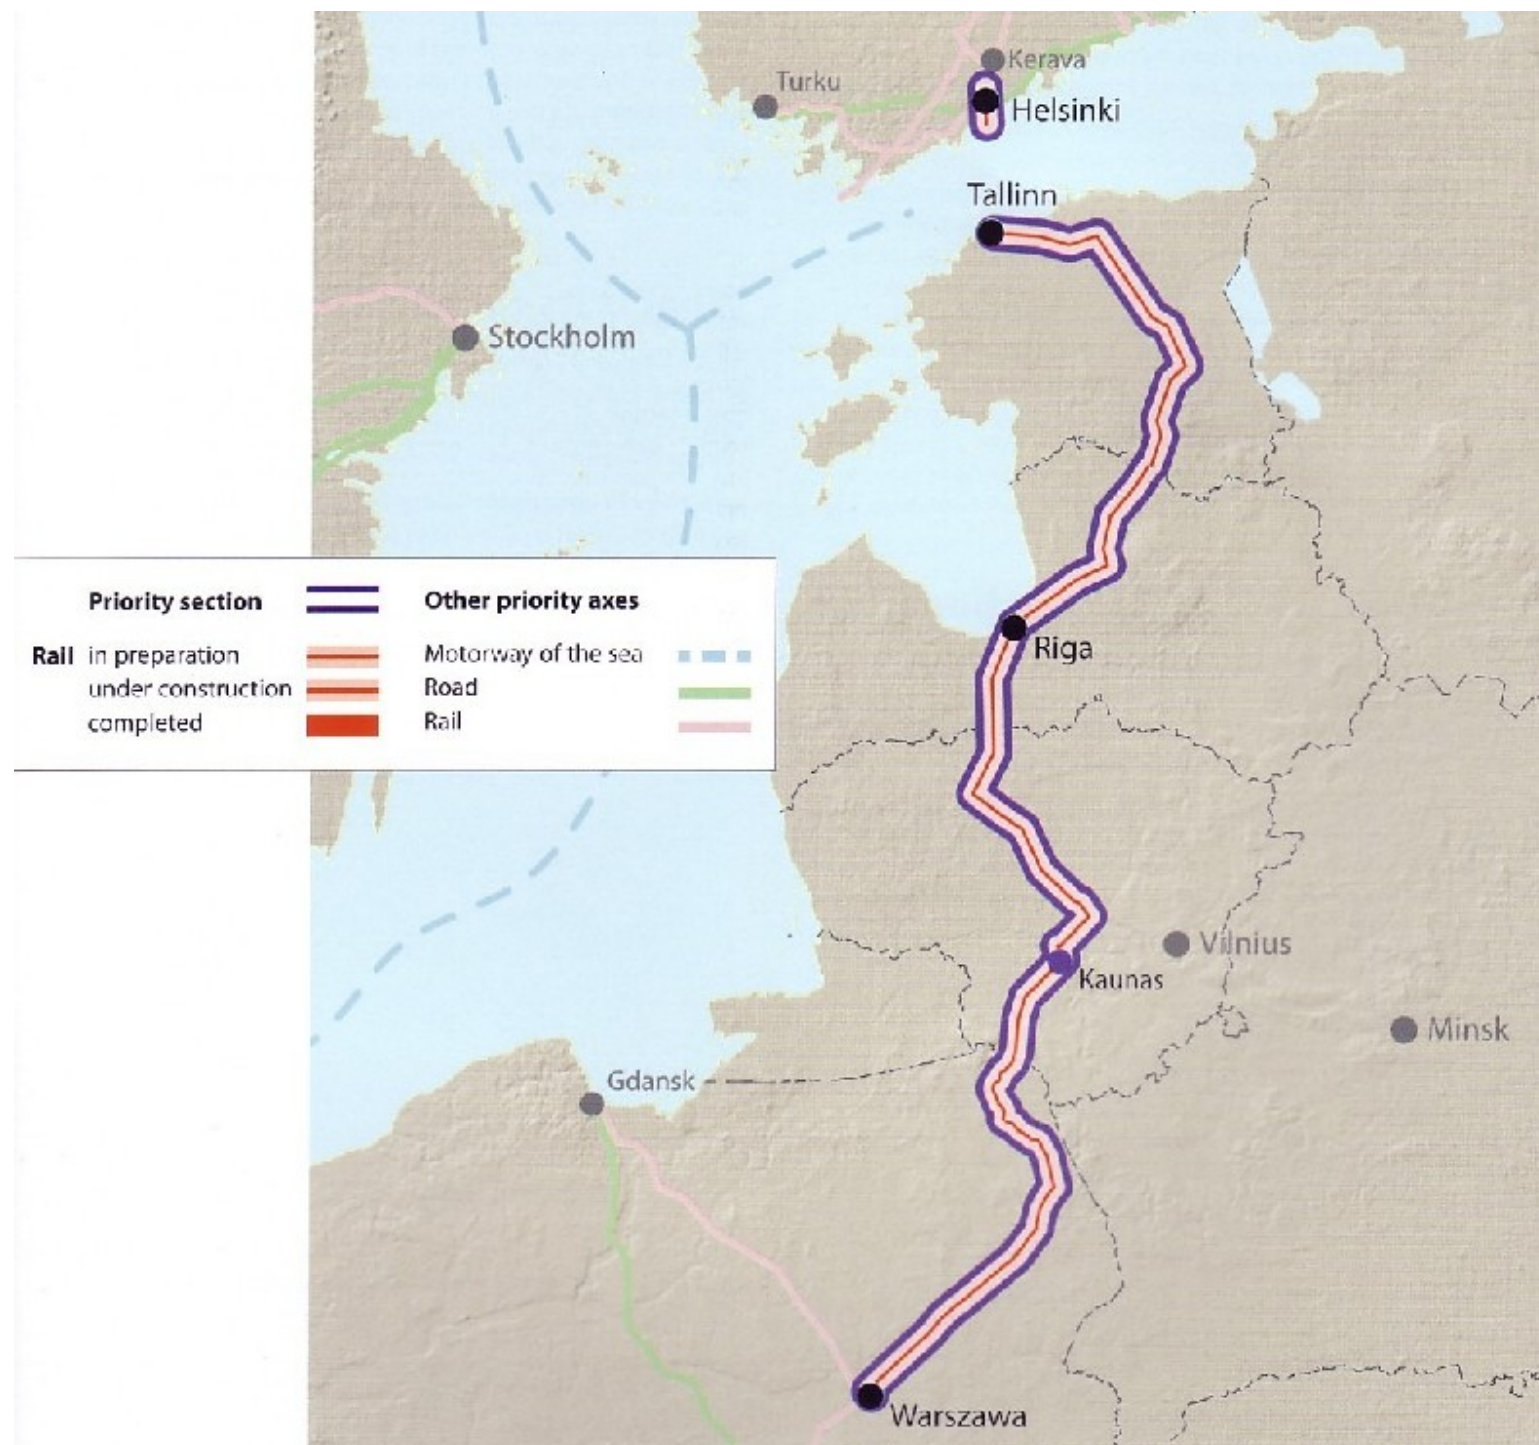 Kerava
Turku
Helsinki
Tallinn
Stockholm
Priority section
Other priority axes
Rail in preparation
Motorway of the sea
under construction
Road
completed
Rail
Riga
Vilnius
Kaunas
Minsk
Gdansk
Warszawa